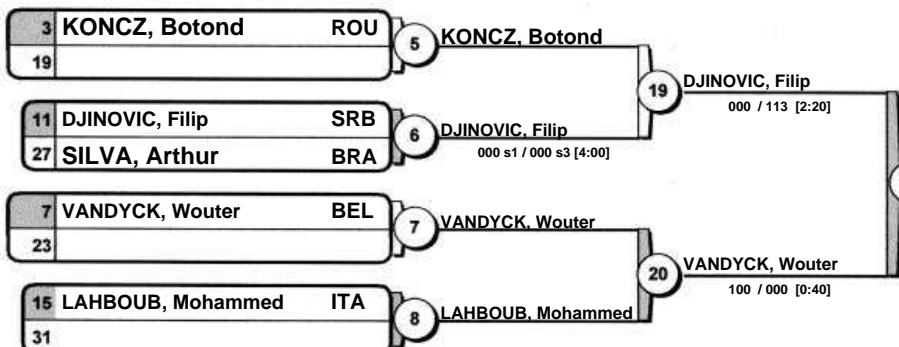 3 KONCZ, Botond ROU
19
5
KONCZ, Botond
11 DJINOVIC, Filip SRB
27 SILVA, Arthur BRA
6
DJINOVIC, Filip
000 s1 / 000 s3 [4:00]
19
DJINOVIC, Filip
000 / 113 [2:20]
7 VANDYCK, Wouter BEL
23
7
VANDYCK, Wouter
15 LAHBOUB, Mohammed ITA
31
8
LAHBOUB, Mohammed
20
VANDYCK, Wouter
100 / 000 [0:40]